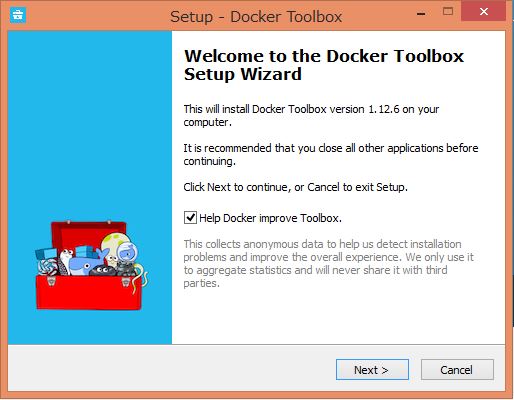 Setup - Docker Toolbox
Welcome to the Docker Toolbox
Setup Wizard
This will install Docker Toolbox version 1.12.6 on your
computer.
It is recommended that you close all other applications before
continuing.
Click Next to continue, or Cancel to exit Setup.
Help Docker improve Toolbox.
This collects anonymous data to help us detect installation
problems and improve the overall experience. We only use it
to aggregate statistics and will never share it with third
parties.
Next >
Cancel